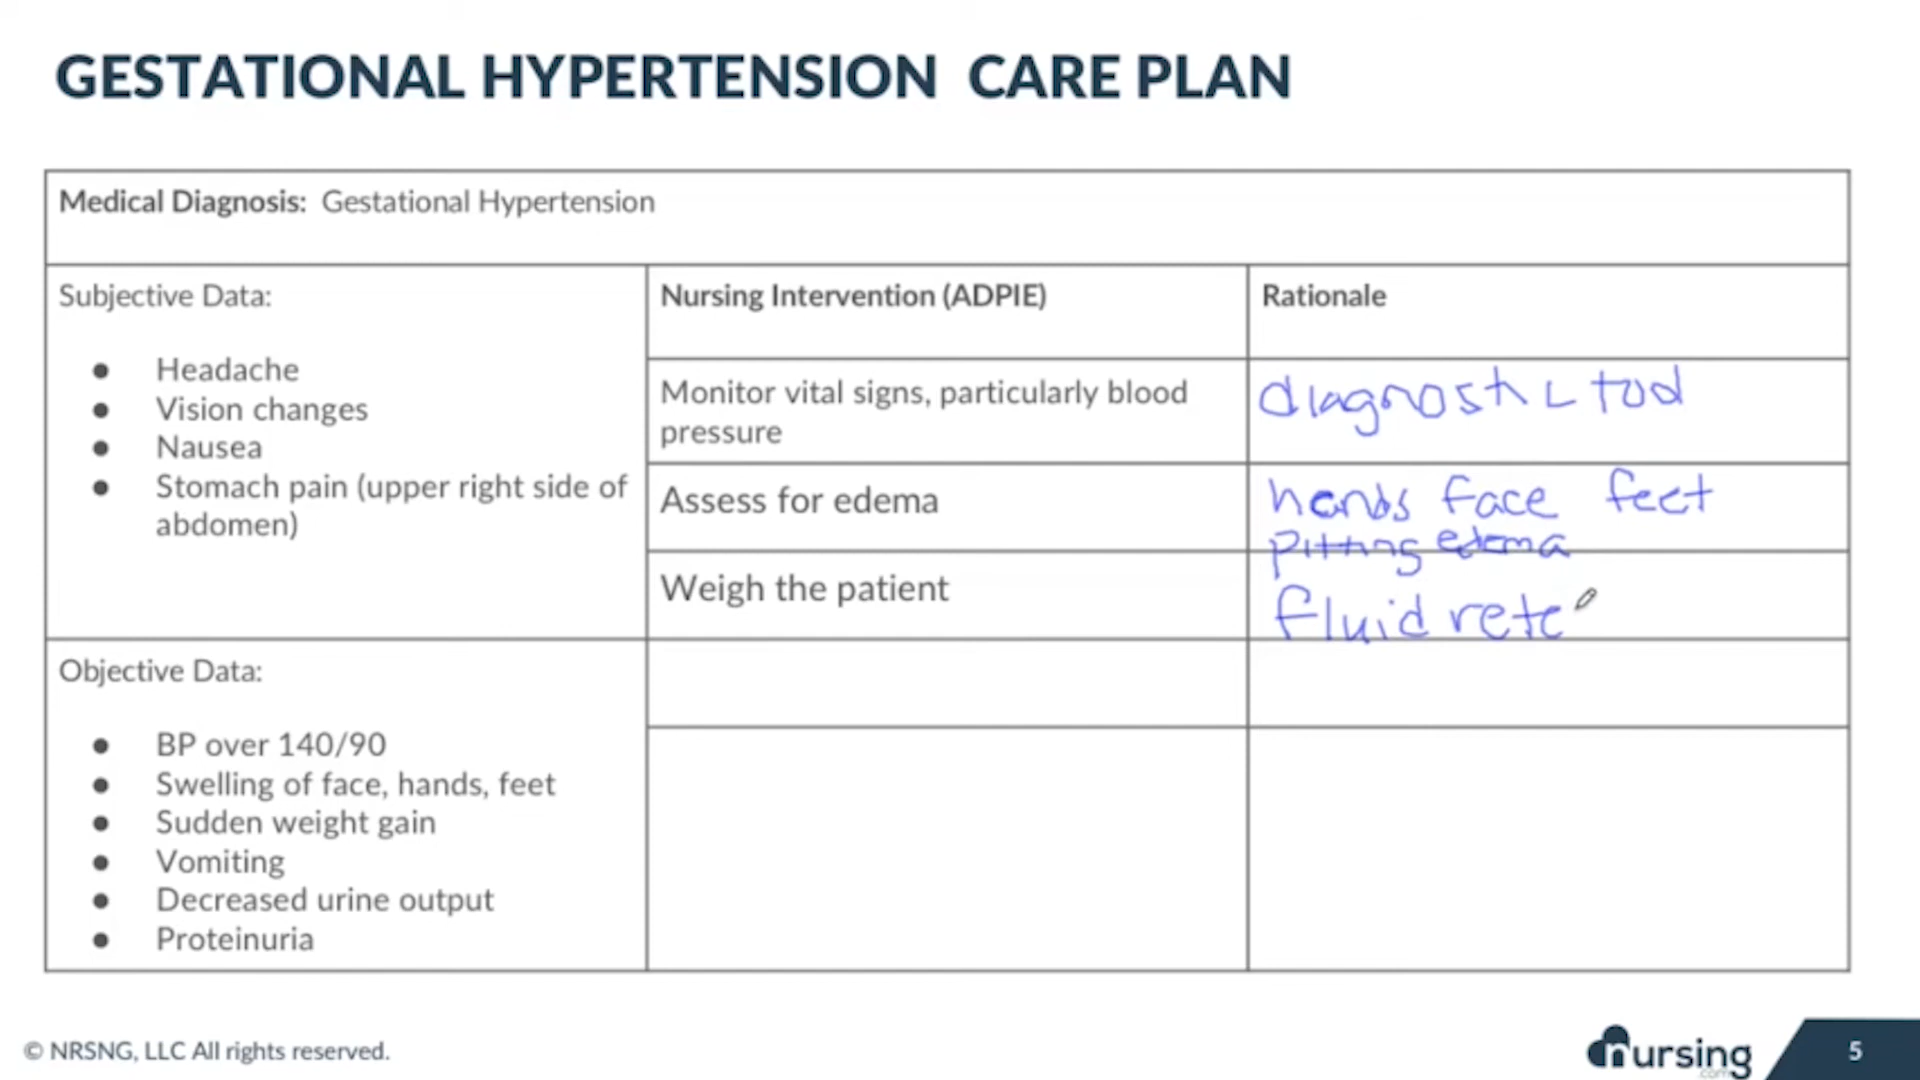 GESTATIONAL HYPERTENSION CARE PLAN
Medical Diagnosis: Gestational Hypertension
Subjective Data:
● Headache
● Vision changes
● Nausea
● Stomach pain (upper right side of
abdomen)
Nursing Intervention (ADPIE)
Rationale
Monitor vital signs, particularly blood
pressure
diagnostic tool
Assess for edema
hands face feet
pitting edema
Weigh the patient
fluid rete
Objective Data:
● BP over 140/90
● Swelling of face, hands, feet
● Sudden weight gain
● Vomiting
● Decreased urine output
● Proteinuria
© NRSNG, LLC All rights reserved.
nursing
.com
5